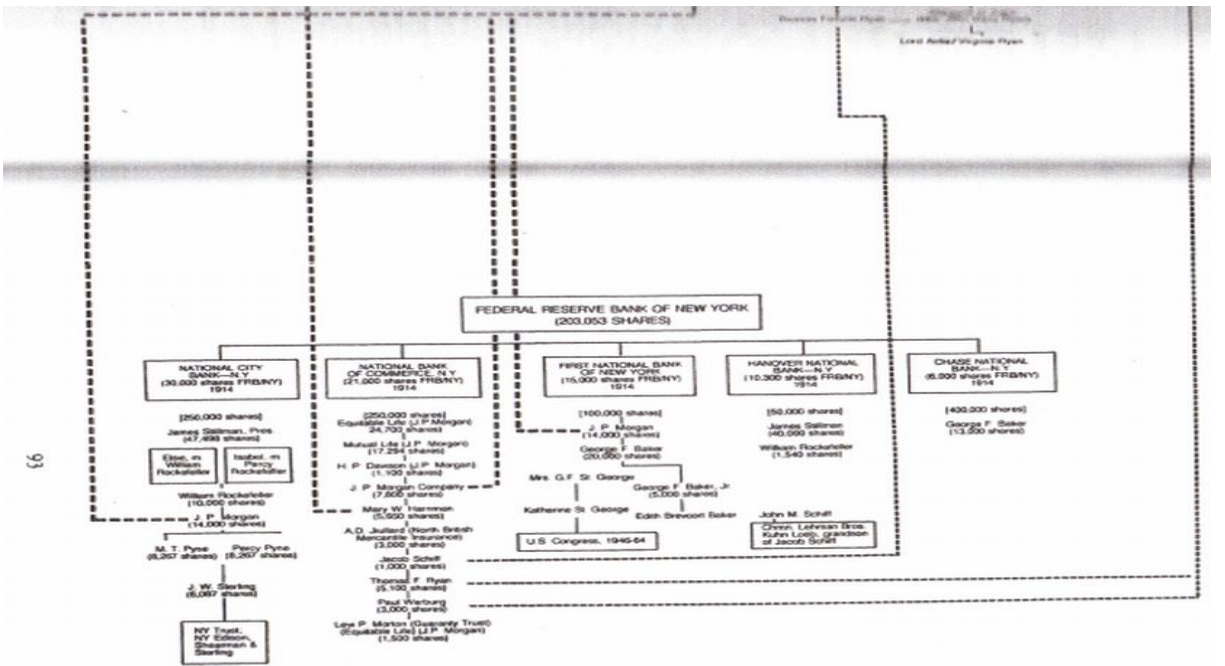 Lord Airlie/Virginia Ryan
FEDERAL RESERVE BANK OF NEW YORK
(203,053 SHARES)
NATIONAL CITY
BANK—N.Y
(30,000 shares FRB/NY)
1914
[250,000 shares]
James Stillman, Pres.
(47,498 shares)
Elsie, m
William
Rockefeller
Isabel, m
Percy
Rockefeller
William Rockefeller
(10,000 shares)
J. P. Morgan
(14,000 shares)
M. T. Pyne
(8,267 shares)
Percy Pyne
(8,267 shares)
J. W. Sterling
(6,087 shares)
NY Trust,
NY Edison,
Shearman &
Sterling
NATIONAL BANK
OF COMMERCE, N.Y
(21,000 shares FRB/NY)
1914
[250,000 shares]
Equitable Life (J.P. Morgan)
24,700 shares)
Mutual Life (J.P. Morgan)
(17,294 shares)
H. P. Davison (J.P. Morgan)
(1,100 shares)
J. P. Morgan Company
(7,800 shares)
Mary W. Harriman
(5,650 shares)
A.D. Juillard (North British
Mercantile Insurance)
(3,000 shares)
Jacob Schiff
(1,000 shares)
Thomas F. Ryan
(5,100 shares)
Paul Warburg
(3,000 shares)
Levi P. Morton (Guaranty Trust)
(Equitable Life) (J.P. Morgan)
(1,500 shares)
FIRST NATIONAL BANK
OF NEW YORK
(15,000 shares FRB/NY)
1914
[100,000 shares]
J. P. Morgan
(14,000 shares)
George F. Baker
(20,000 shares)
Mrs. G.F. St. George
Katherine St. George
U.S. Congress, 1946-64
George F. Baker, Jr.
(5,000 shares)
Edith Brevoort Baker
HANOVER NATIONAL
BANK—N.Y
(10,300 shares FRB/NY)
1914
[50,000 shares]
James Stillman
(40,000 shares)
William Rockefeller
(1,540 shares)
John M. Schiff
Chmn. Lehman Bros.
Kuhn Loeb, grandson
of Jacob Schiff
CHASE NATIONAL
BANK—N.Y
(6,000 shares FRB/NY)
1914
[400,000 shares]
George F. Baker
(13,000 shares)
93